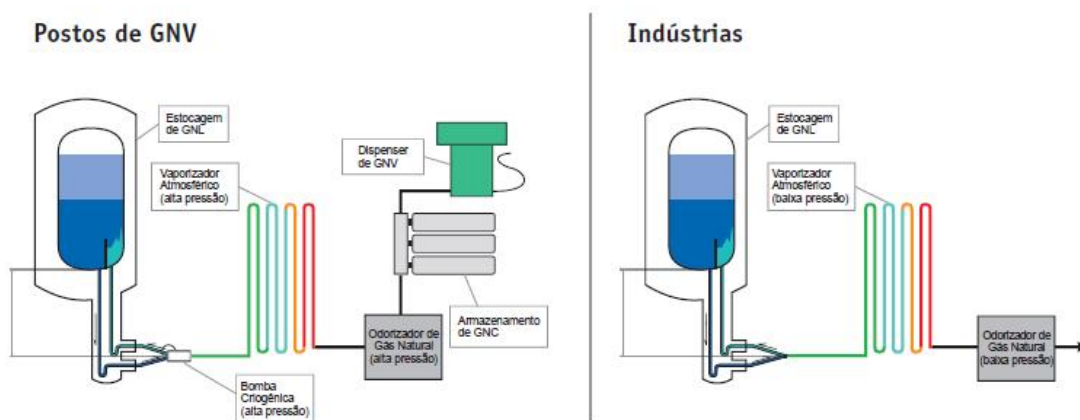 Postos de GNV
Estocagem
de GNL
Vaporizador
Atmosférico
(alta pressão)
Dispenser
de GNV
Armazenamento
de GNC
Odorizador de
Gás Natural
(alta pressão)
Bomba
Criogênica
(alta pressão)
Indústrias
Estocagem
de GNL
Vaporizador
Atmosférico
(baixa pressão)
Odorizador de
Gás Natural
(baixa pressão)